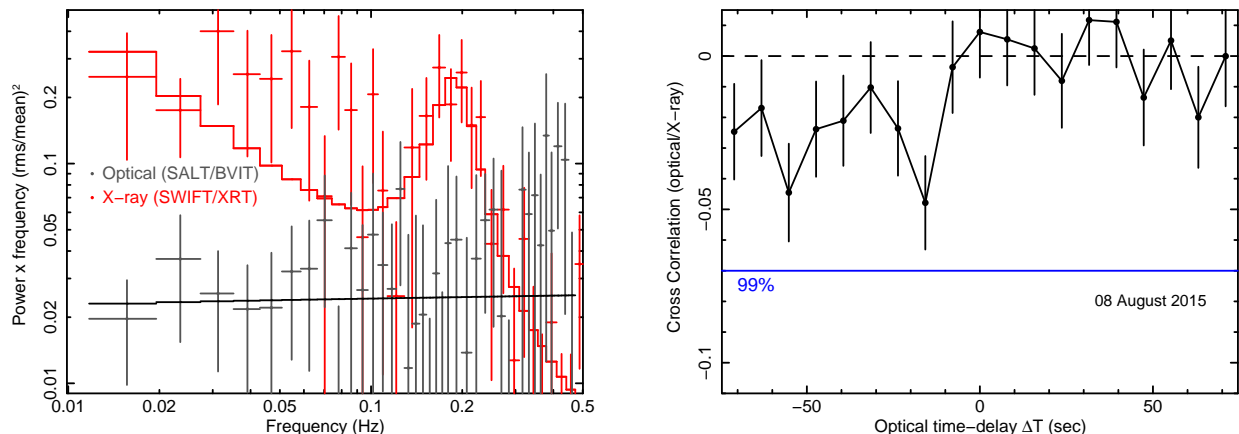 Power x frequency (rms/mean)²
0.2
0.1
0.05
0.02
0.01
Optical (SALT/BVIT)
X−ray (SWIFT/XRT)
0.01 0.02 0.05 0.1 0.2 0.5
Frequency (Hz)
Cross Correlation (optical/X−ray)
0
−0.05
−0.1
99%
08 August 2015
−50 0 50
Optical time−delay ΔT (sec)